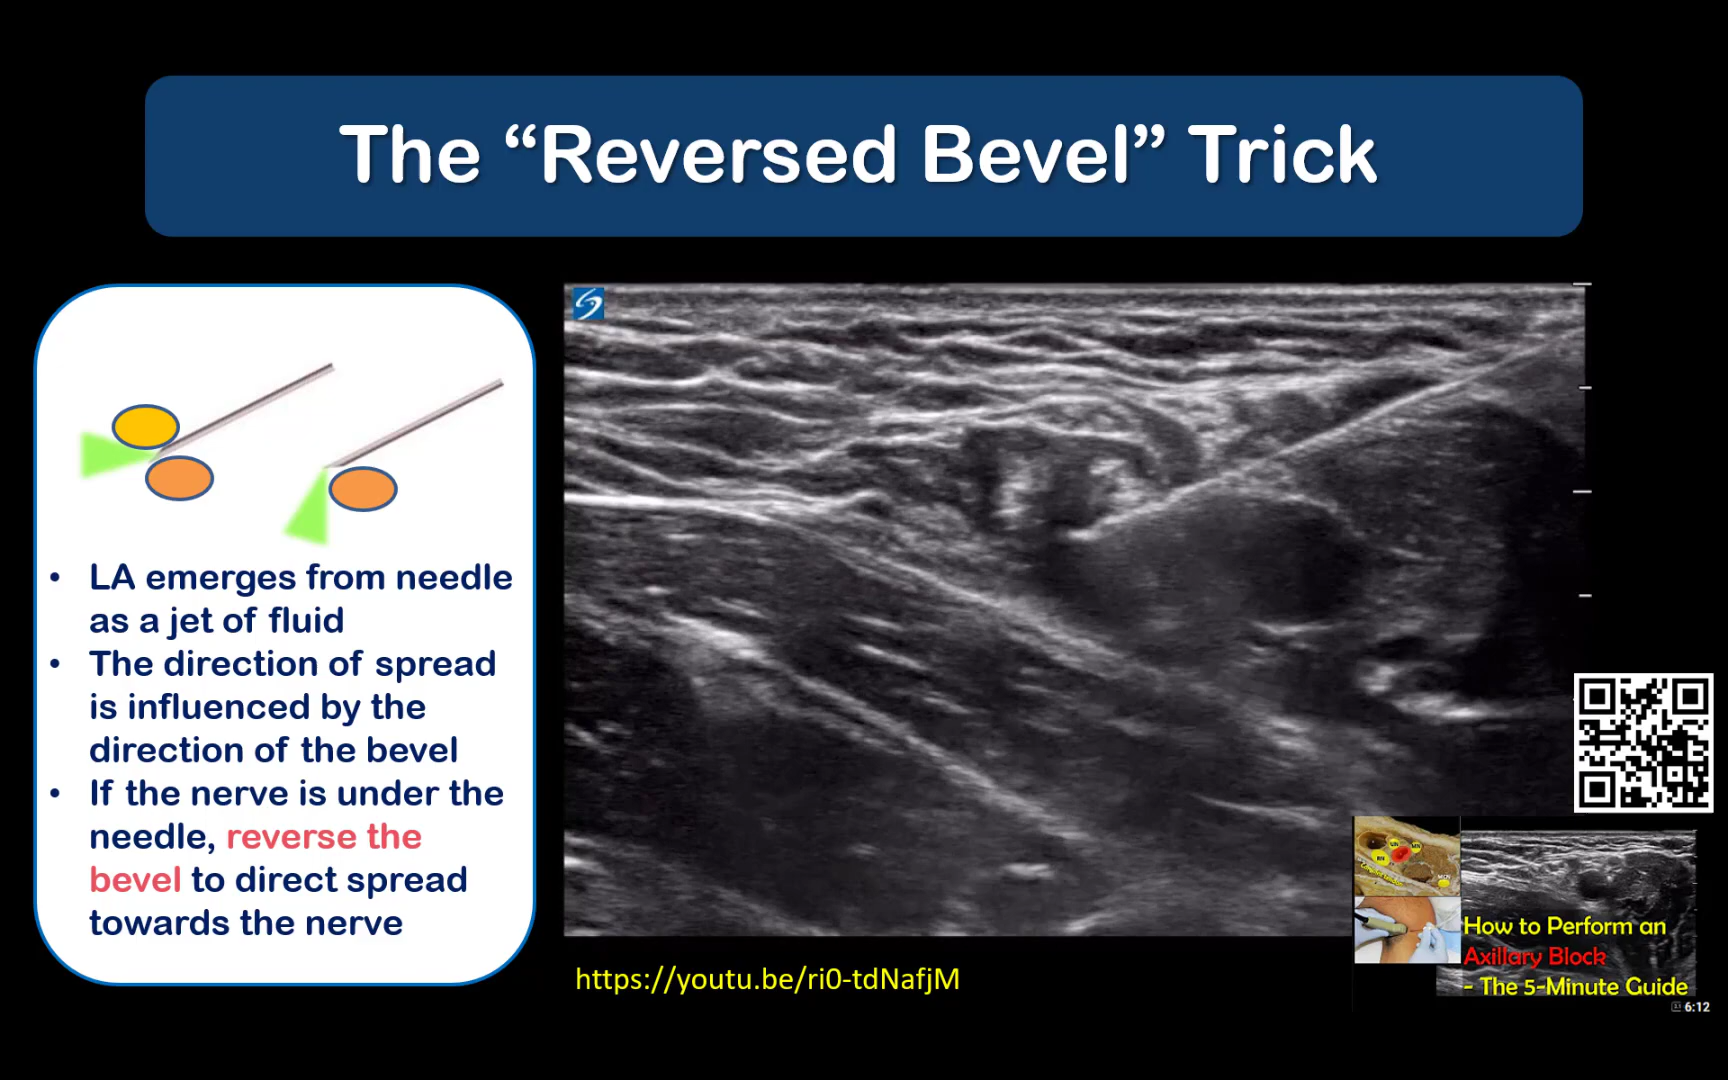 The “Reversed Bevel” Trick
• LA emerges from needle
as a jet of fluid
• The direction of spread
is influenced by the
direction of the bevel
• If the nerve is under the
needle, reverse the
bevel to direct spread
towards the nerve
https://youtu.be/ri0-tdNafjM
How to Perform an
Axillary Block
- The 5-Minute Guide
6:12